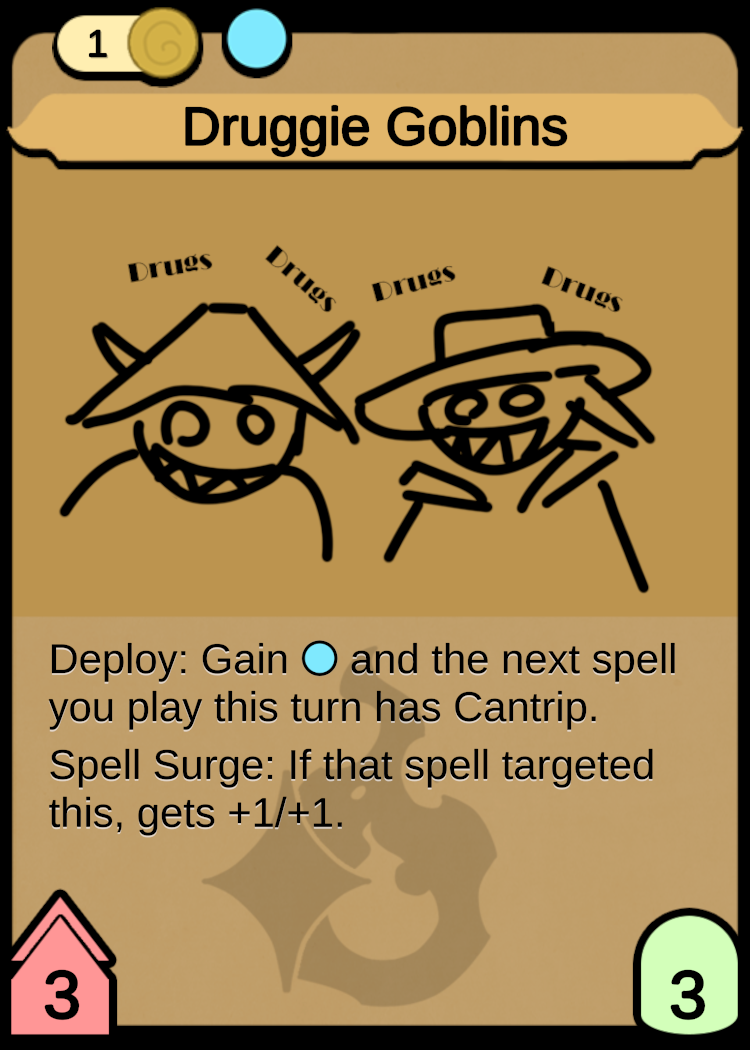 1
Druggie Goblins
Drugs Drugs Drugs Drugs
Deploy: Gain and the next spell
you play this turn has Cantrip.
Spell Surge: If that spell targeted
this, gets +1/+1.
3 3